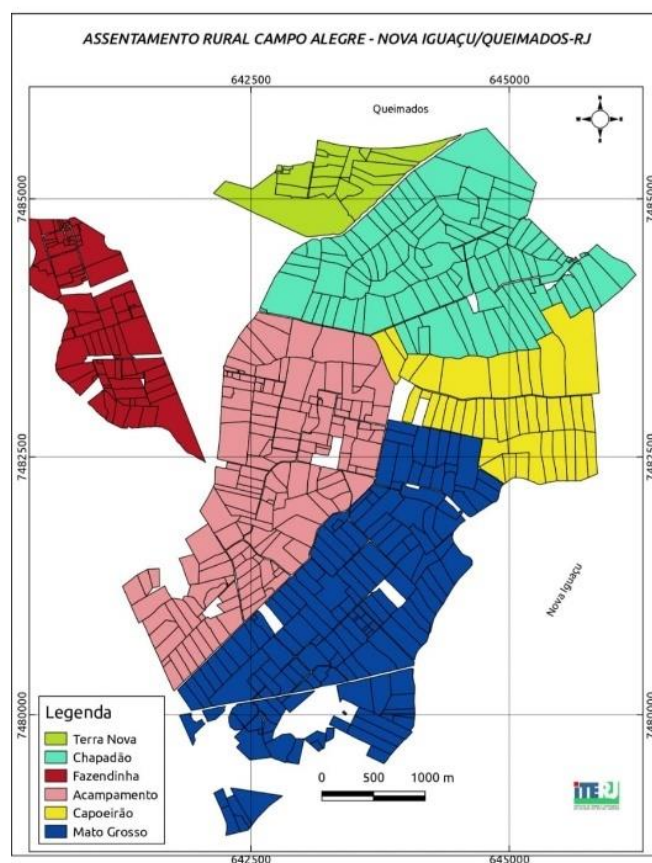 ASSENTAMENTO RURAL CAMPO ALEGRE - NOVA IGUAÇU/QUEIMADOS-RJ
642500
645000
Queimados
7485000
7485000
7482500
7482500
Nova Iguaçu
7480000
7480000
Legenda
Terra Nova
Chapadão
Fazendinha
Acampamento
Capoeirão
Mato Grosso
0 500 1000 m
iTERJ
642500
645000